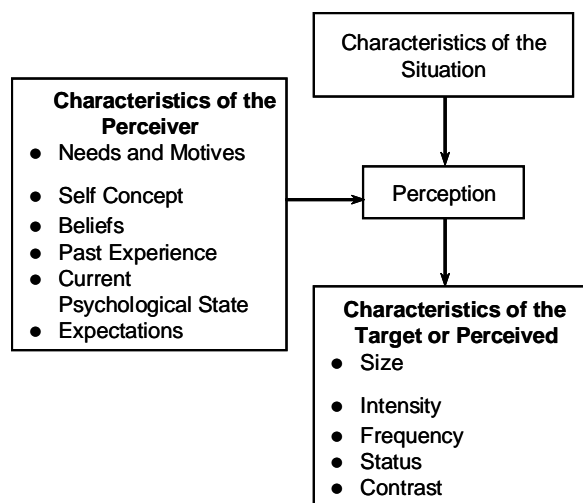 Characteristics of the
Situation
Characteristics of the
Perceiver
● Needs and Motives
● Self Concept
● Beliefs
● Past Experience
● Current
Psychological State
● Expectations
Perception
Characteristics of the
Target or Perceived
● Size
● Intensity
● Frequency
● Status
● Contrast